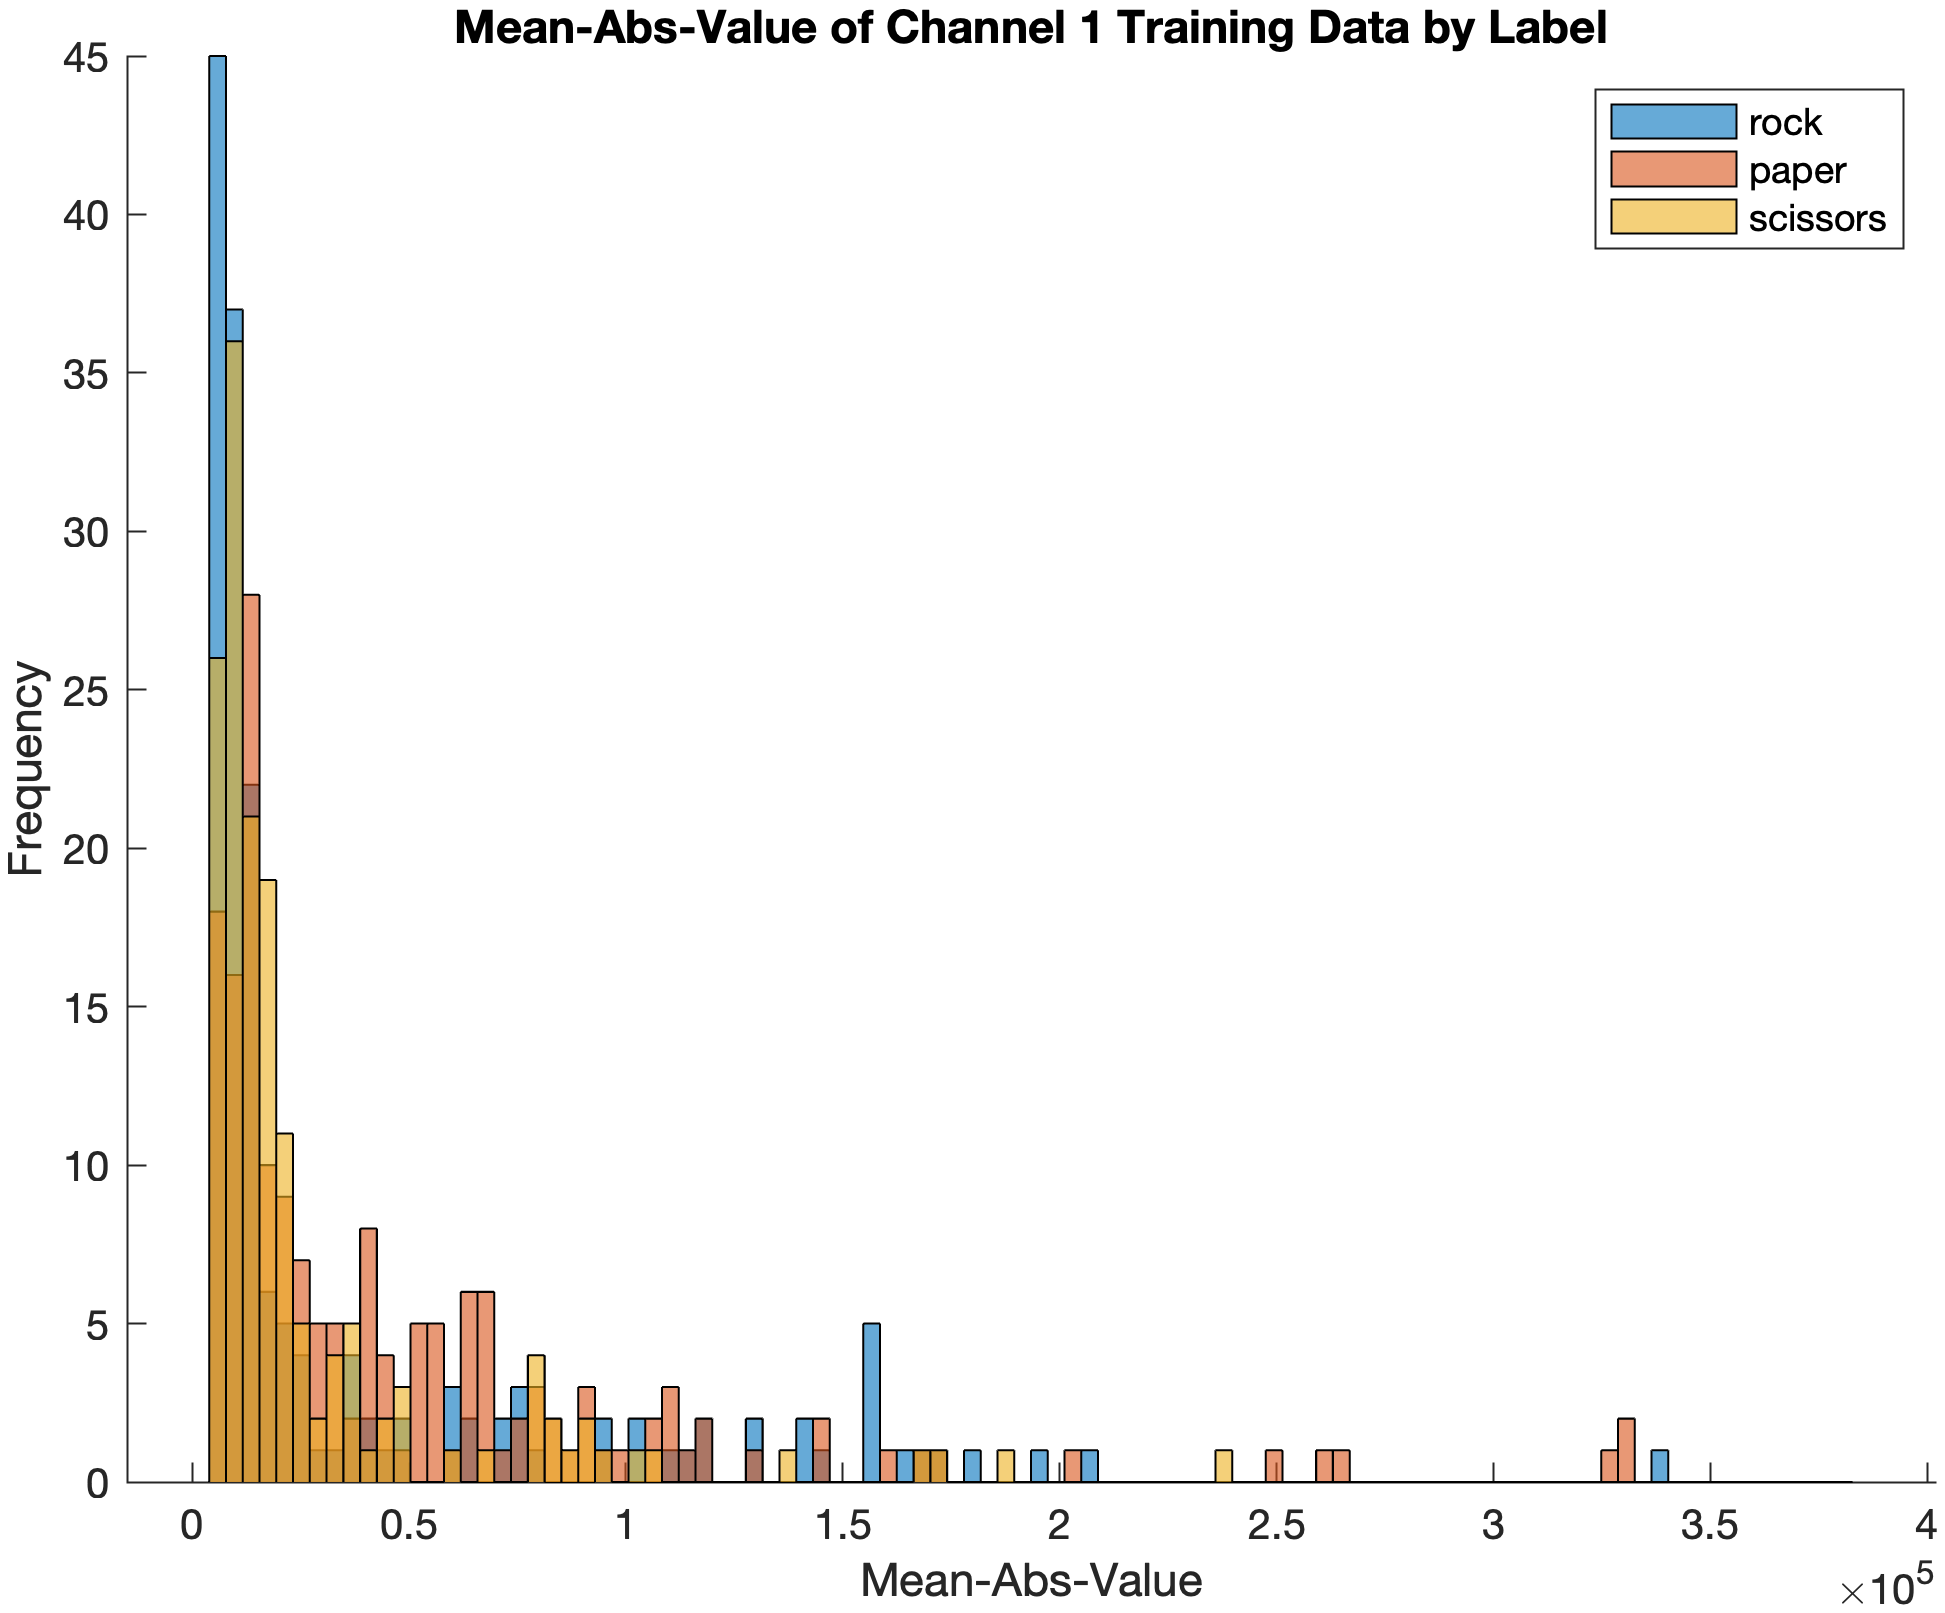 Mean-Abs-Value of Channel 1 Training Data by Label
rock
paper
scissors
45
40
35
30
25
20
15
10
5
0
Frequency
0 0.5 1 1.5 2 2.5 3 3.5 4
×10^5
Mean-Abs-Value